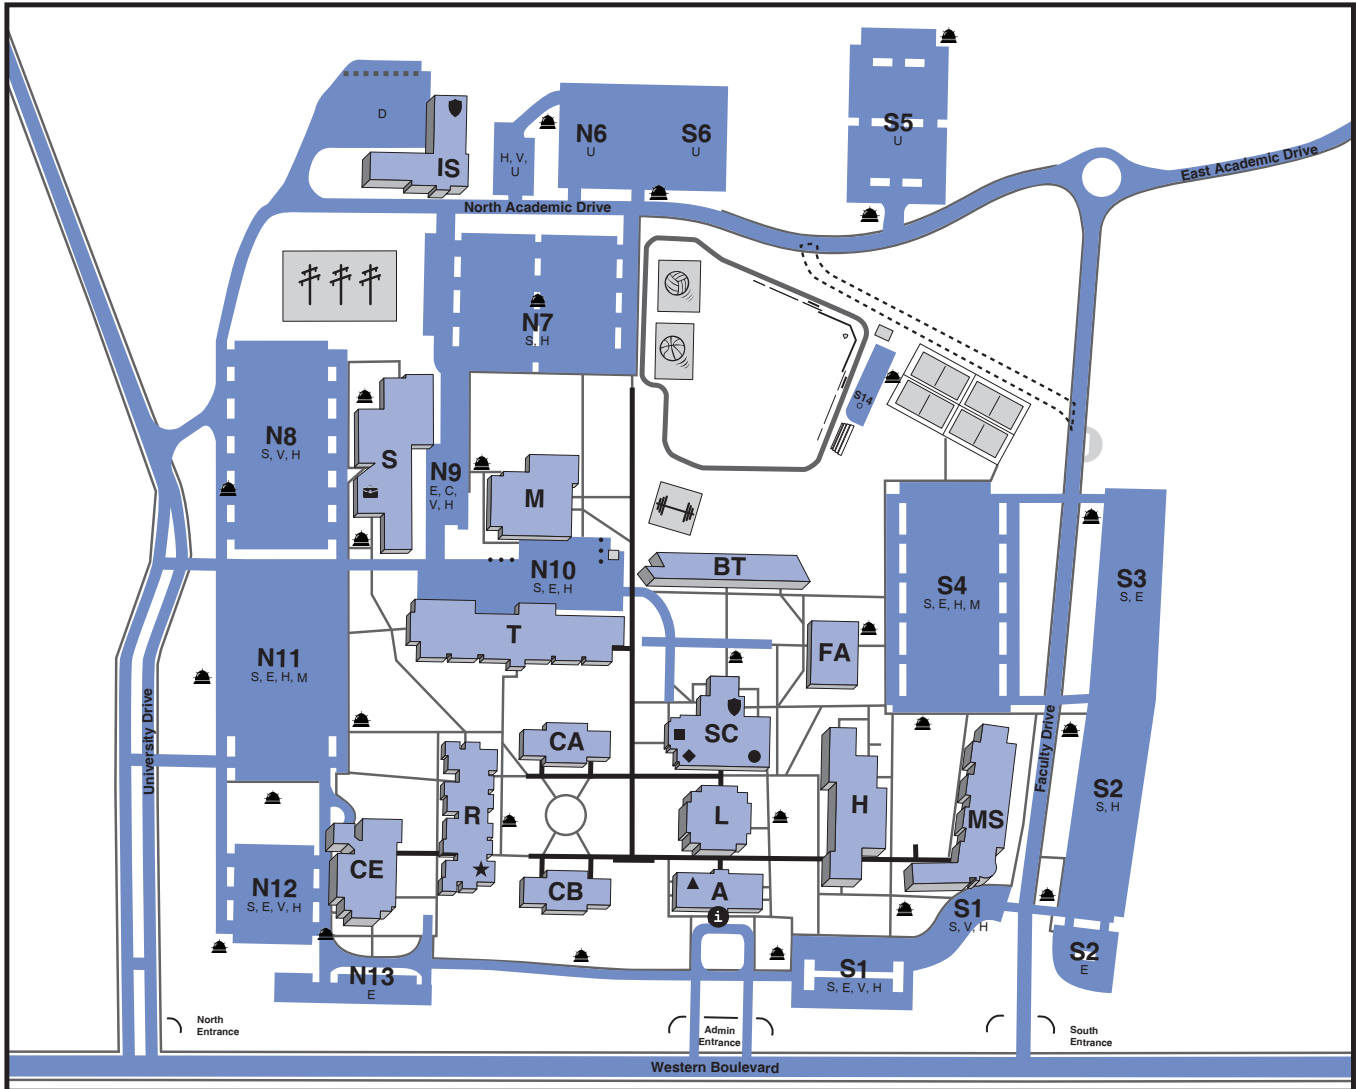 D
IS
H, V,
U
N6
U
S6
U
S5
U
East Academic Drive
North Academic Drive
N7
S, H
S14
O
N8
S, V, H
S
N9
E, C,
V, H
M
N10
S, E, H
BT
S4
S, E, H, M
S3
S, E
T
FA
N11
S, E, H, M
University Drive
CA
SC
Faculty Drive
R
L
H
MS
S2
S, H
CE
CB
A
i
N12
S, E, V, H
S1
S, V, H
S2
E
N13
E
S1
S, E, V, H
North
Entrance
Admin
Entrance
South
Entrance
Western Boulevard